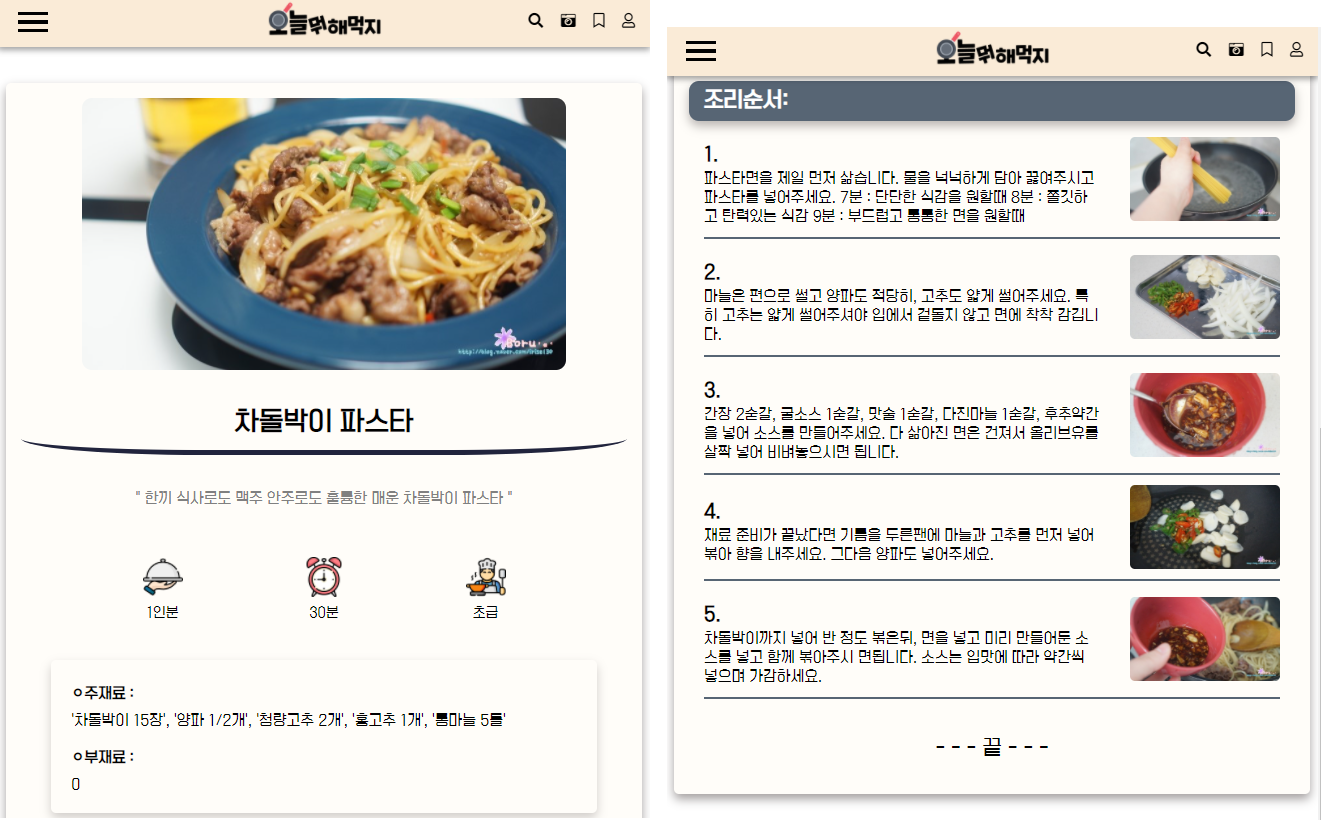 오늘뭐해먹지
Boru
http://blog.naver.com/
차돌박이 파스타
" 한끼 식사로도 맥주 안주로도 훌륭한 매운 차돌박이 파스타 "
1인분
30분
초급
ㅇ주재료 :
'차돌박이 15장', '양파 1/2개', '청량고추 2개', '홍고추 1개', '통마늘 5톨'
ㅇ부재료 :
0
오늘뭐해먹지
조리순서:
1.
파스타면을 제일 먼저 삶습니다. 물을 넉넉하게 담아 끓여주시고
파스타를 넣어주세요. 7분 : 단단한 식감을 원할때 8분 : 쫄깃하
고 탄력있는 식감 9분 : 부드럽고 통통한 면을 원할때
2.
마늘은 편으로 썰고 양파도 적당히, 고추도 얇게 썰어주세요. 특
히 고추는 얇게 썰어주셔야 입에서 겉돌지 않고 면에 착착 감깁니
다.
3.
간장 2숟갈, 굴소스 1숟갈, 맛술 1숟갈, 다진마늘 1숟갈, 후추약간
을 넣어 소스를 만들어주세요. 다 삶아진 면은 건져서 올리브유를
살짝 넣어 비벼놓으시면 됩니다.
4.
재료 준비가 끝났다면 기름을 두른팬에 마늘과 고추를 먼저 넣어
볶아 향을 내주세요. 그다음 양파도 넣어주세요.
5.
차돌박이까지 넣어 반 정도 볶은뒤, 면을 넣고 미리 만들어둔 소
스를 넣고 함께 볶아주시 면됩니다. 소스는 입맛에 따라 약간씩
넣으며 가감하세요.
- - - 끝 - - -